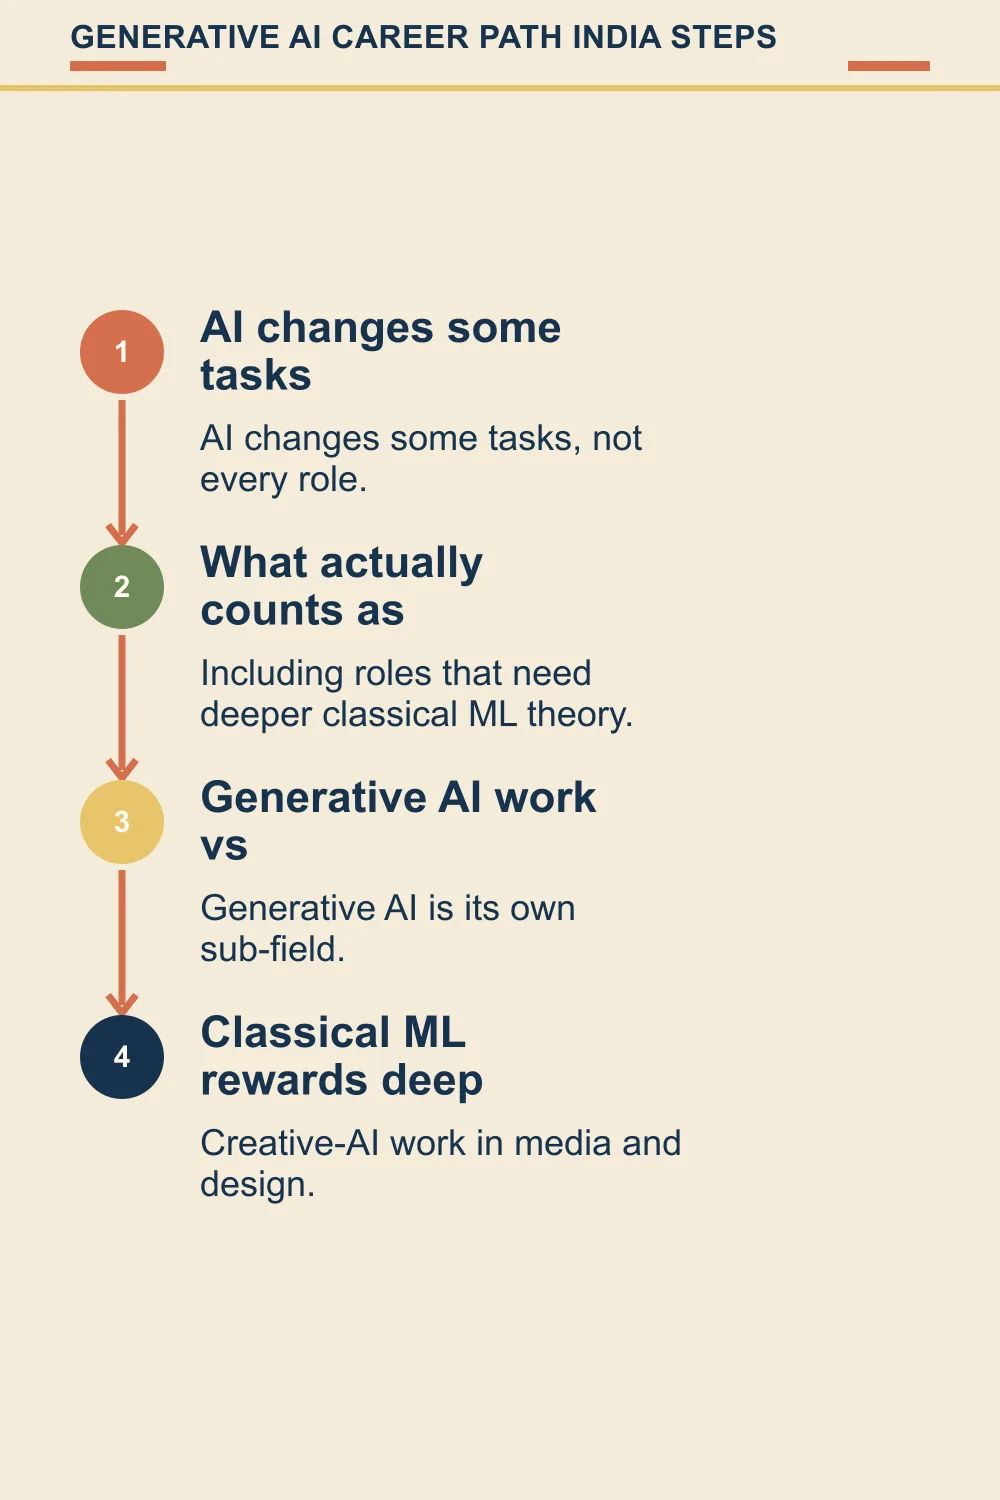 GENERATIVE AI CAREER PATH INDIA STEPS
1
AI changes some
tasks
AI changes some tasks, not
every role.
2
What actually
counts as
Including roles that need
deeper classical ML theory.
3
Generative AI work
vs
Generative AI is its own
sub-field.
4
Classical ML
rewards deep
Creative-AI work in media and
design.